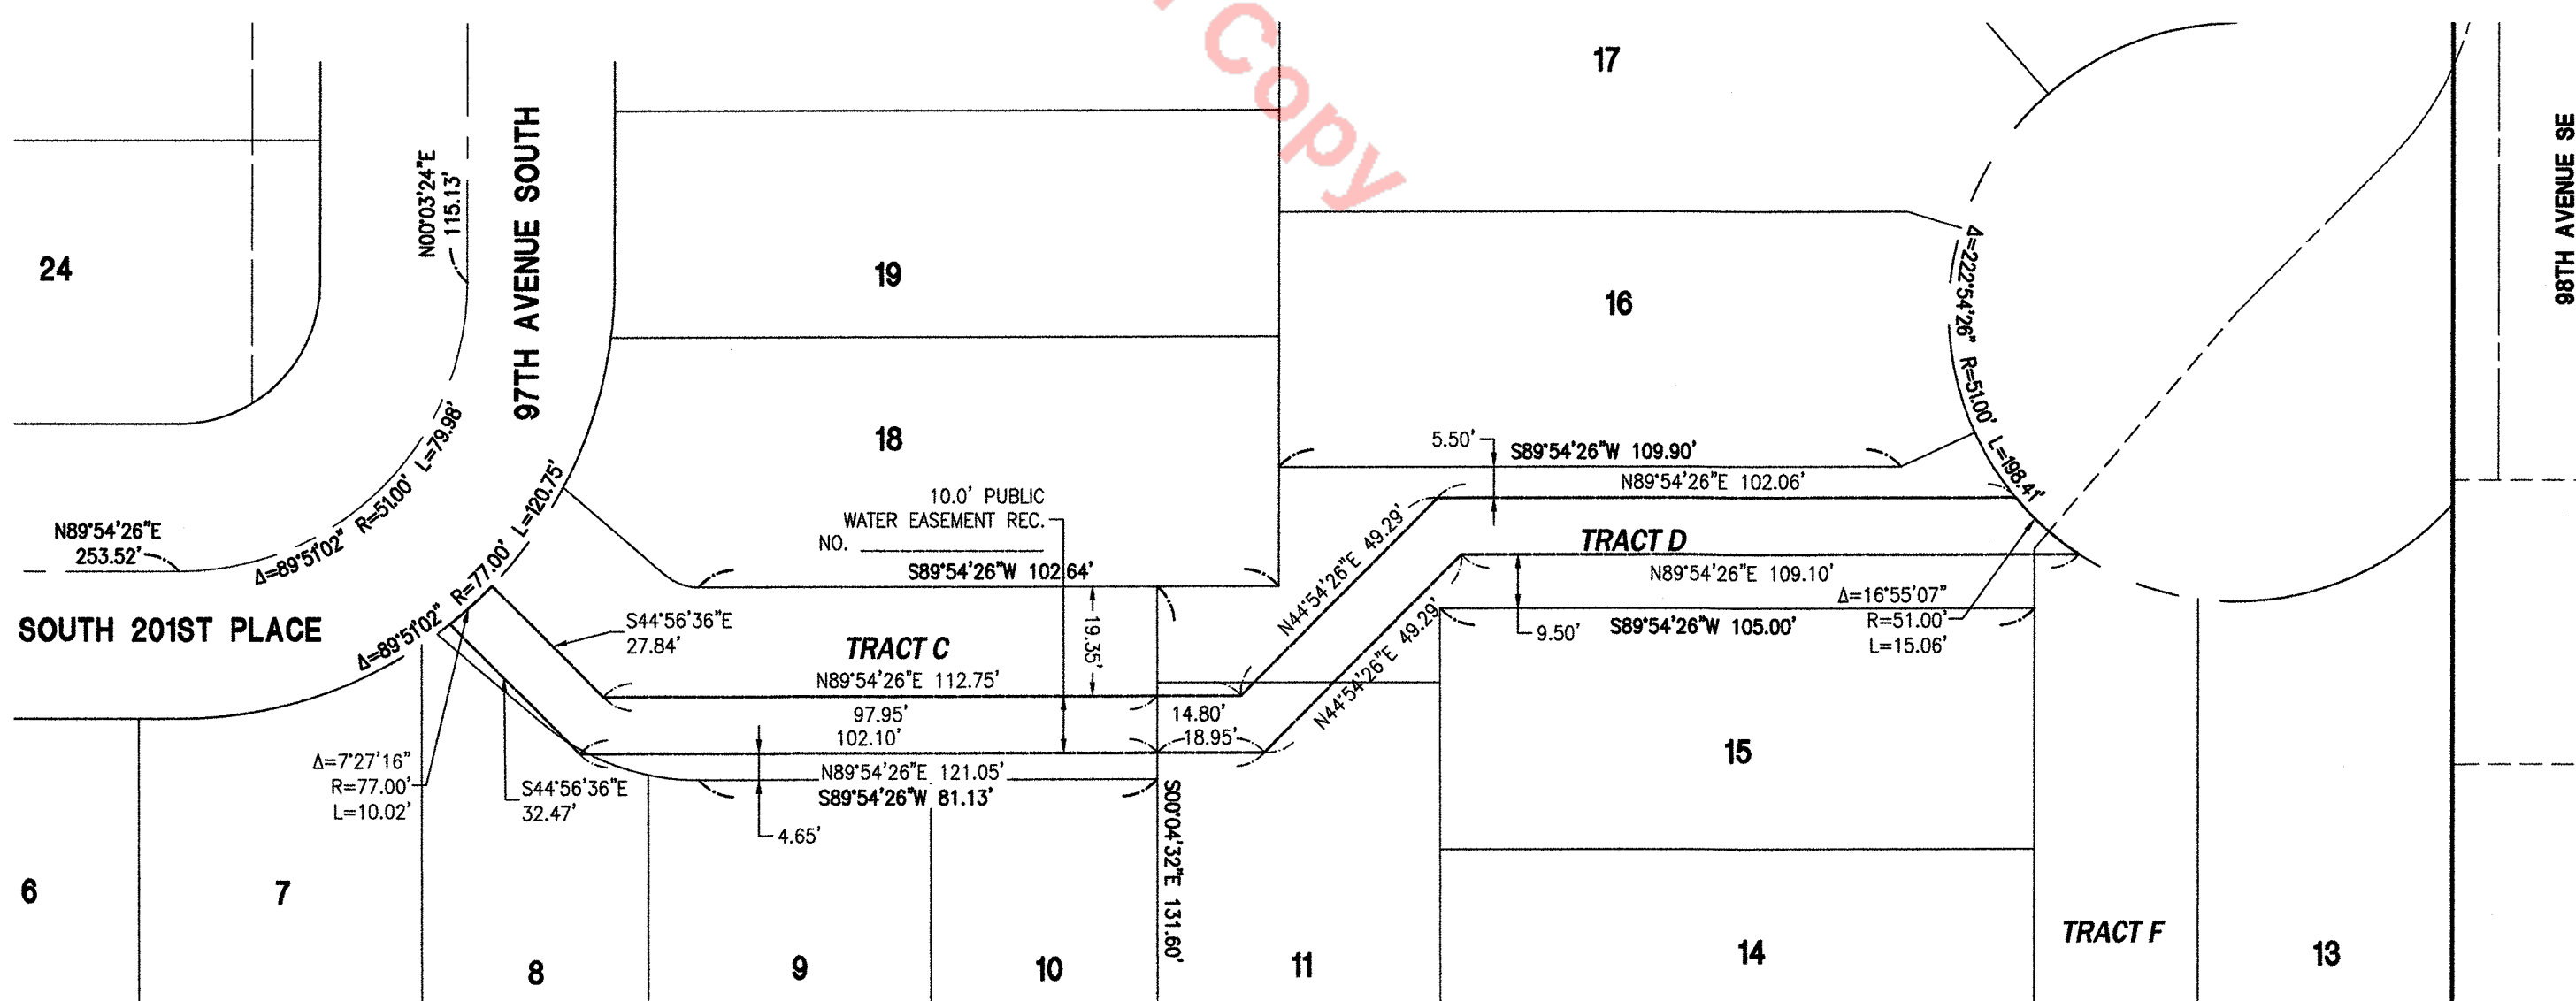 Copy
17
24
N00°03'24"E
115.13'
97TH AVENUE SOUTH
98TH AVENUE SE
19
16
Δ=222°54'26" R=51.00' L=198.41'
18
5.50'
S89°54'26"W 109.90'
N89°54'26"E 102.06'
Δ=89°51'02" R=51.00' L=79.98'
Δ=89°51'02" R=77.00' L=120.75'
10.0' PUBLIC
WATER EASEMENT REC.
NO.
N89°54'26"E
253.52'
S89°54'26"W 102.64'
N44°54'26"E 49.29'
TRACT D
N89°54'26"E 109.10'
SOUTH 201ST PLACE
S44°56'36"E
27.84'
TRACT C
19.35'
N44°54'26"E 49.29'
9.50'
S89°54'26"W 105.00'
Δ=16°55'07"
R=51.00'
L=15.06'
N89°54'26"E 112.75'
97.95'
102.10'
14.80'
18.95'
15
Δ=7°27'16"
R=77.00'
L=10.02'
S44°56'36"E
32.47'
N89°54'26"E 121.05'
S89°54'26"W 81.13'
4.65'
S00°04'32"E 131.60'
6
7
8
9
10
11
14
TRACT F
13